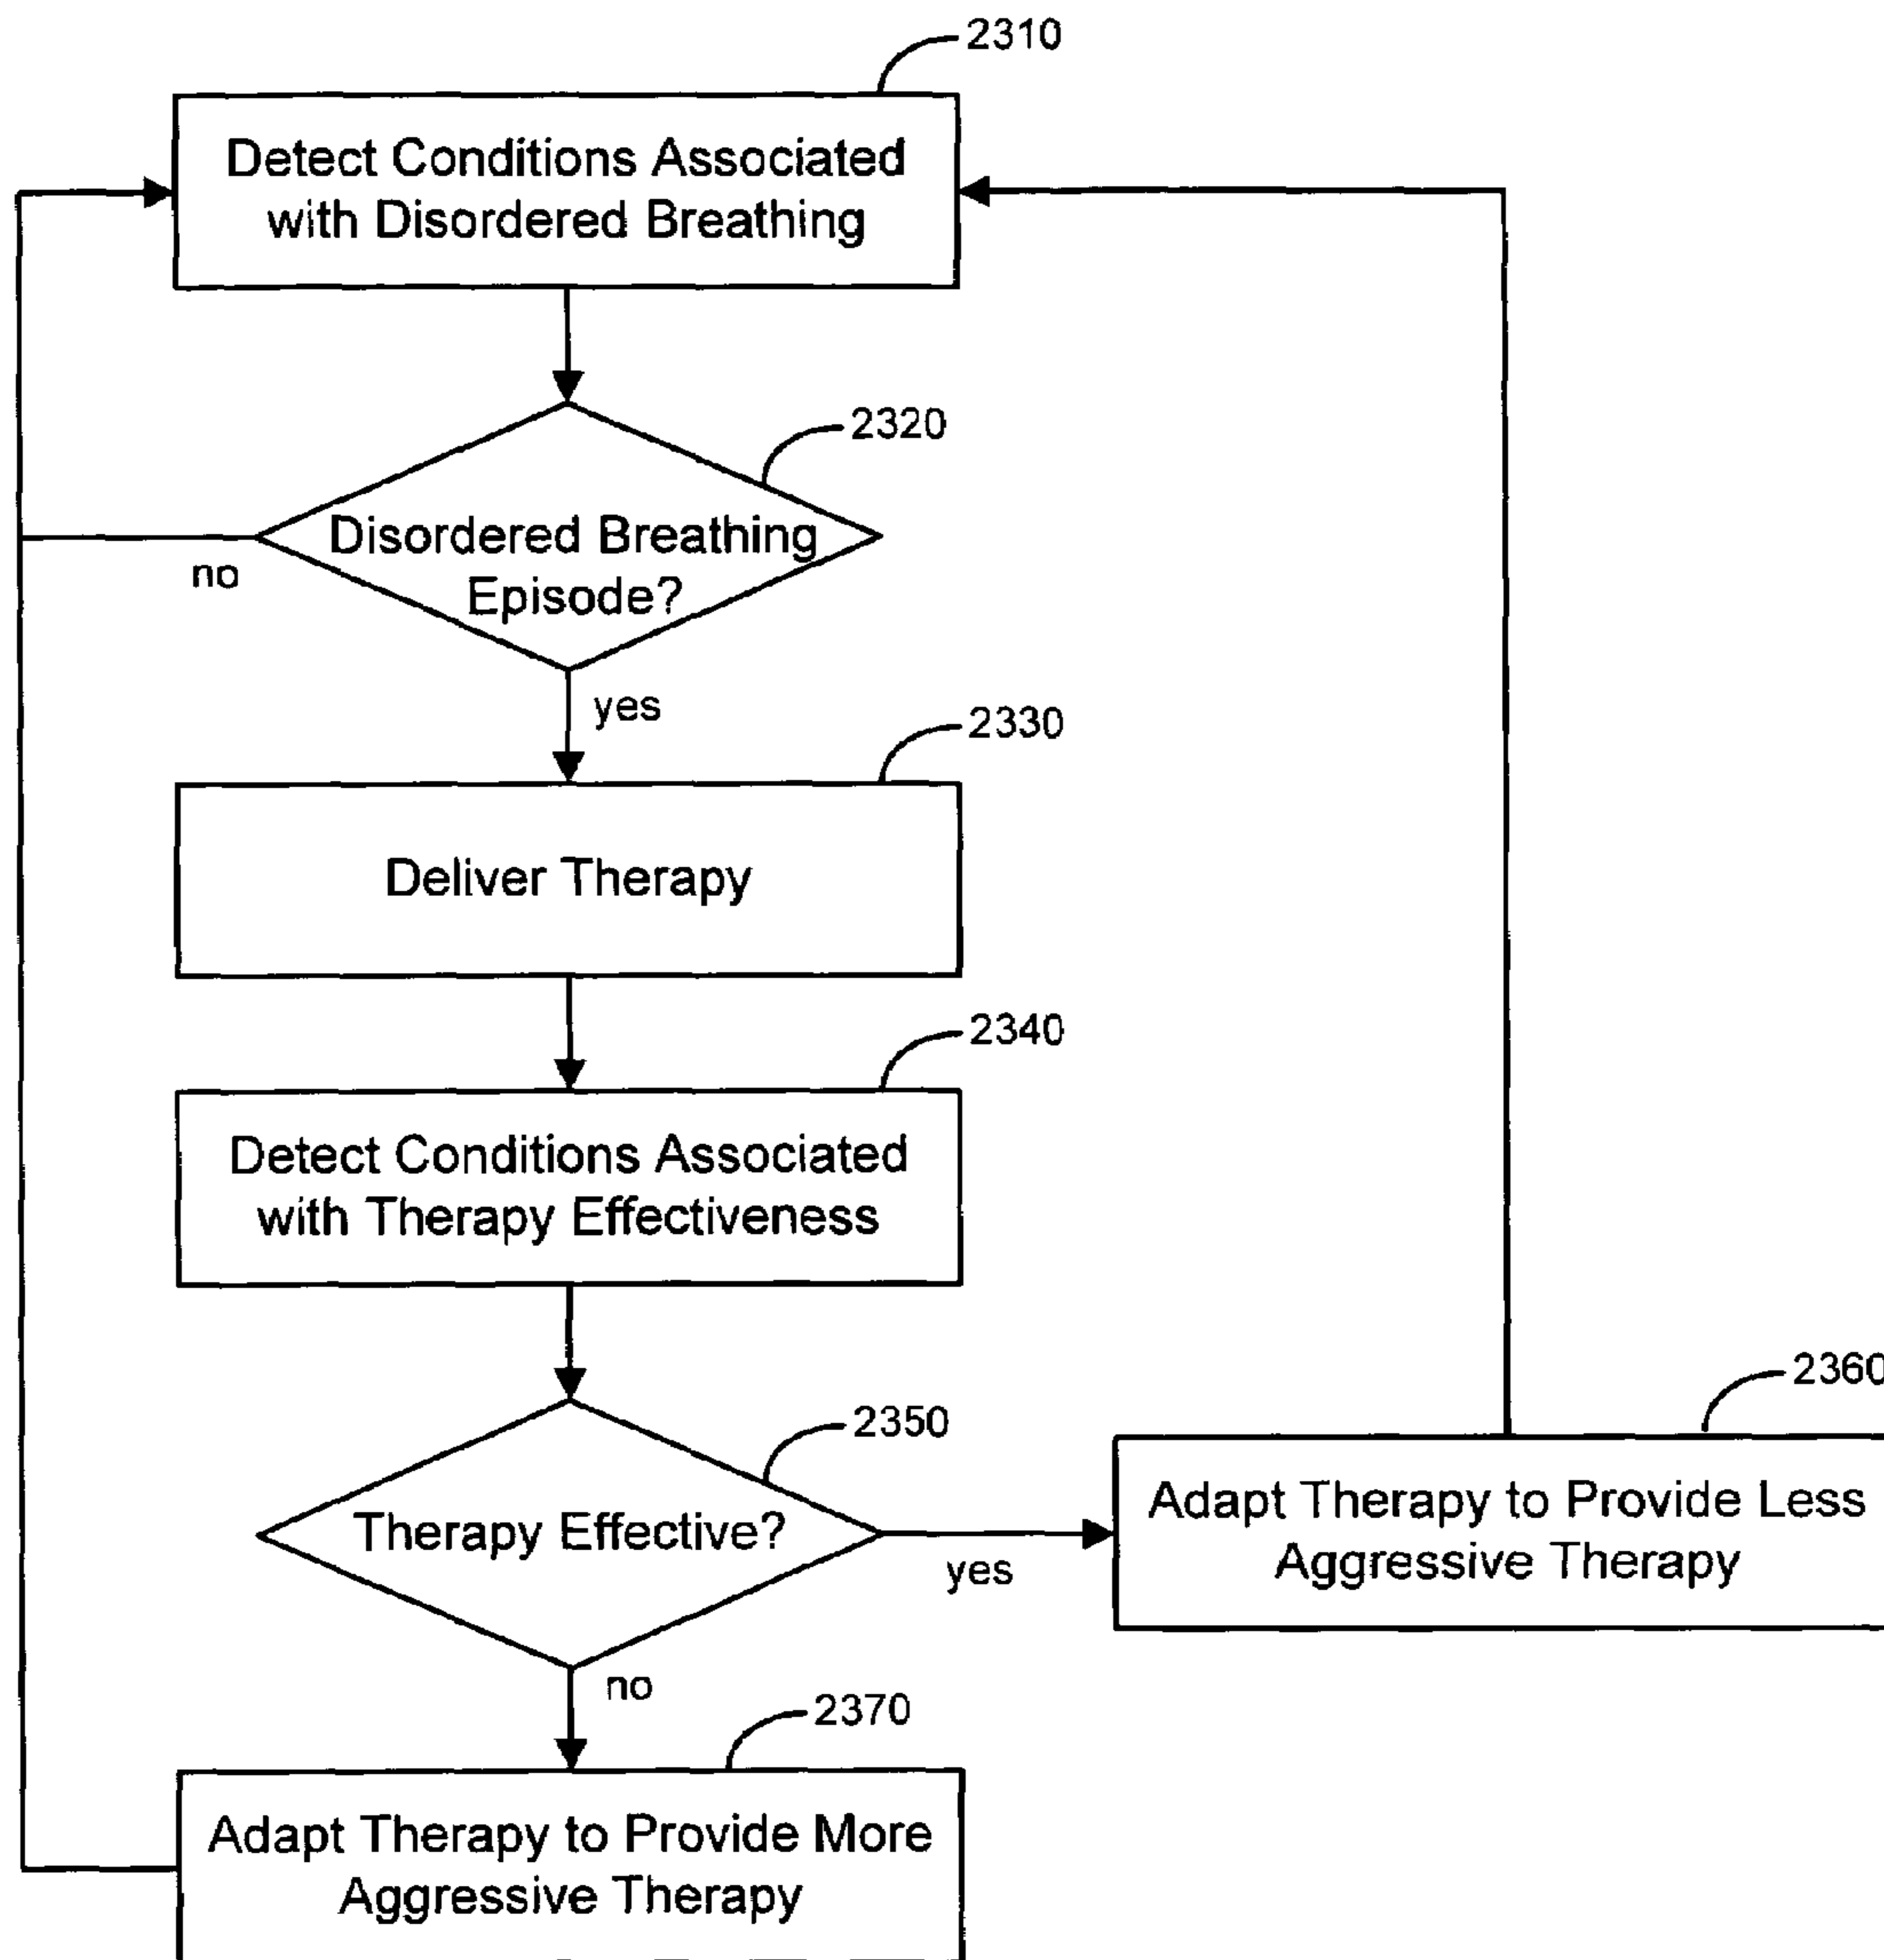 2310
Detect Conditions Associated
with Disordered Breathing
2320
Disordered Breathing
Episode?
no
yes
2330
Deliver Therapy
2340
Detect Conditions Associated
with Therapy Effectiveness
2350
Therapy Effective?
yes
2360
Adapt Therapy to Provide Less
Aggressive Therapy
no
2370
Adapt Therapy to Provide More
Aggressive Therapy